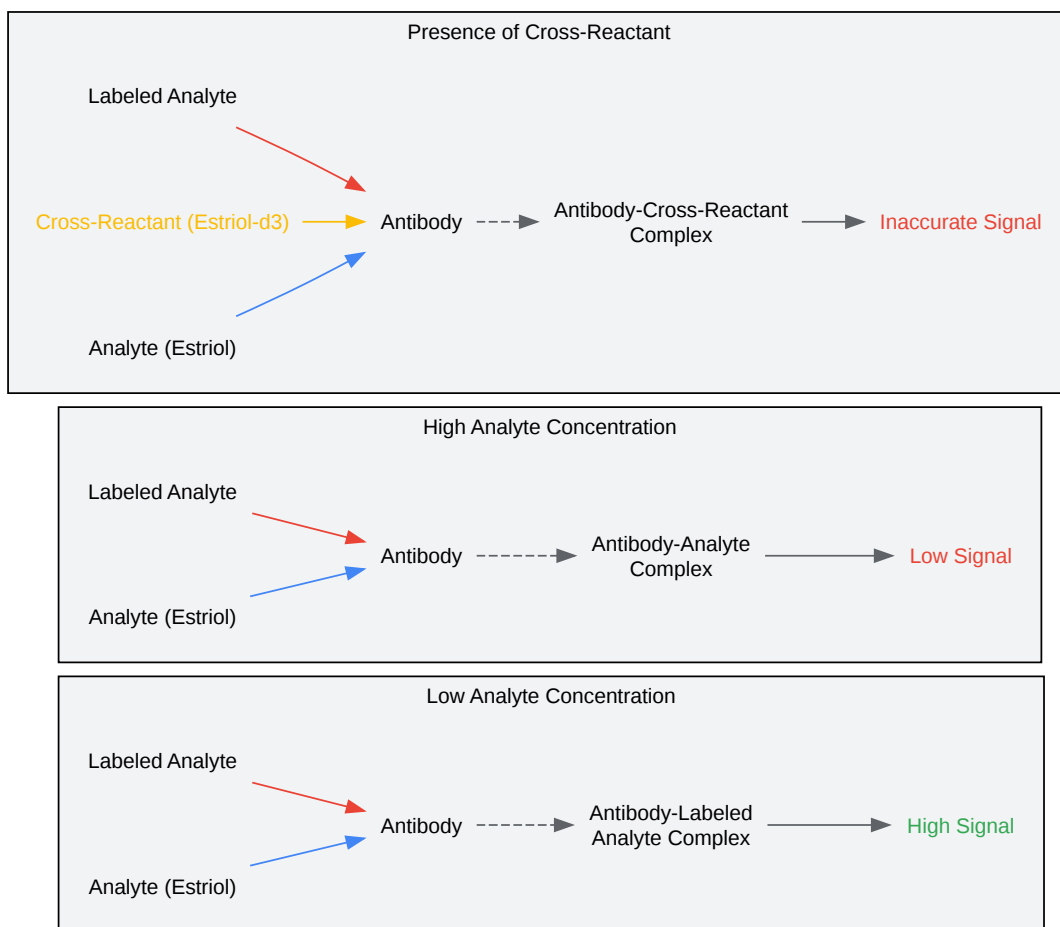 Presence of Cross-Reactant
Labeled Analyte
Cross-Reactant (Estriol-d3)
Antibody
Antibody-Cross-Reactant
Complex
Inaccurate Signal
Analyte (Estriol)
High Analyte Concentration
Labeled Analyte
Antibody
Antibody-Analyte
Complex
Low Signal
Analyte (Estriol)
Low Analyte Concentration
Labeled Analyte
Antibody
Antibody-Labeled
Analyte Complex
High Signal
Analyte (Estriol)